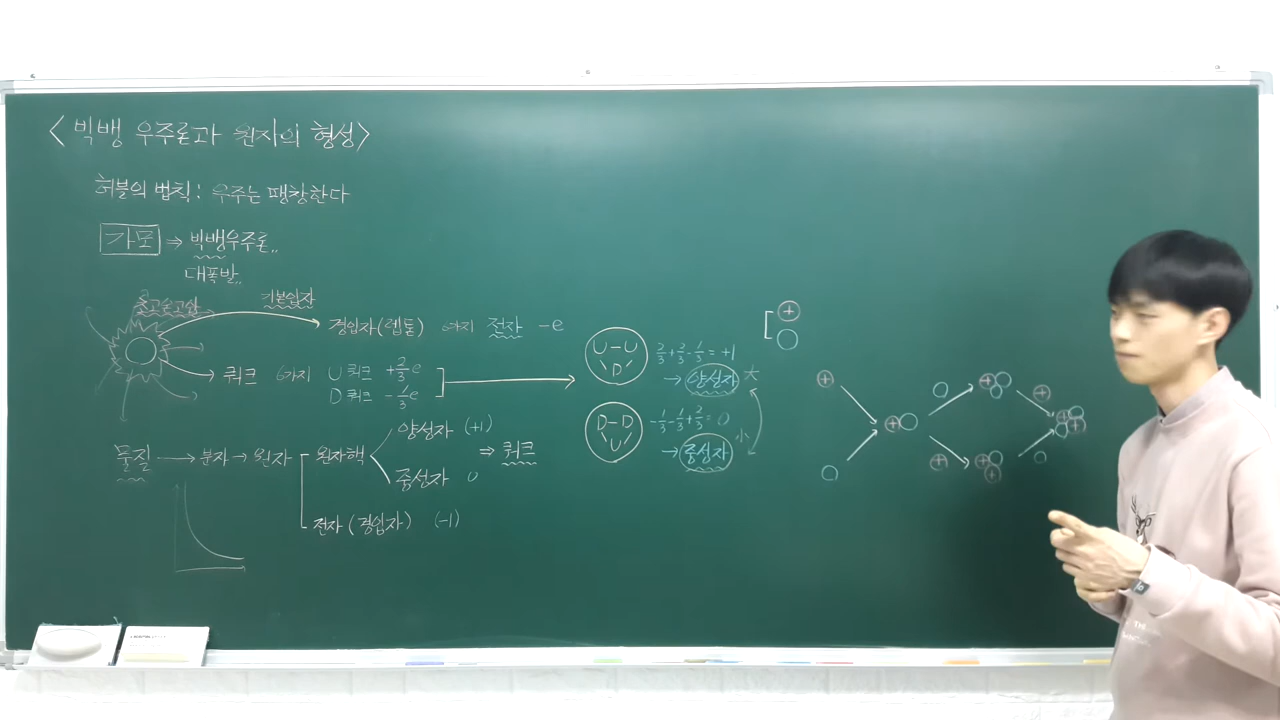 <빅뱅 우주론과 원자의 형성>
허블의 법칙: 우주는 팽창한다
가모 ⇒ 빅뱅우주론..
대폭발..
초고온고압
기본입자
경입자(렙톤) 6가지 전자 -e
쿼크 6가지 U쿼크 +2/3e
D쿼크 -1/3e
물질 → 분자 → 원자
원자핵
양성자 (+1)
중성자 0
⇒ 쿼크
전자 (경입자) (-1)
U-U
D
2/3+2/3-1/3=+1
→ 양성자 大
D-D
U
-1/3-1/3+2/3=0
→ 중성자 小
+
+
+
+
+
+
+
+
+
+
THE